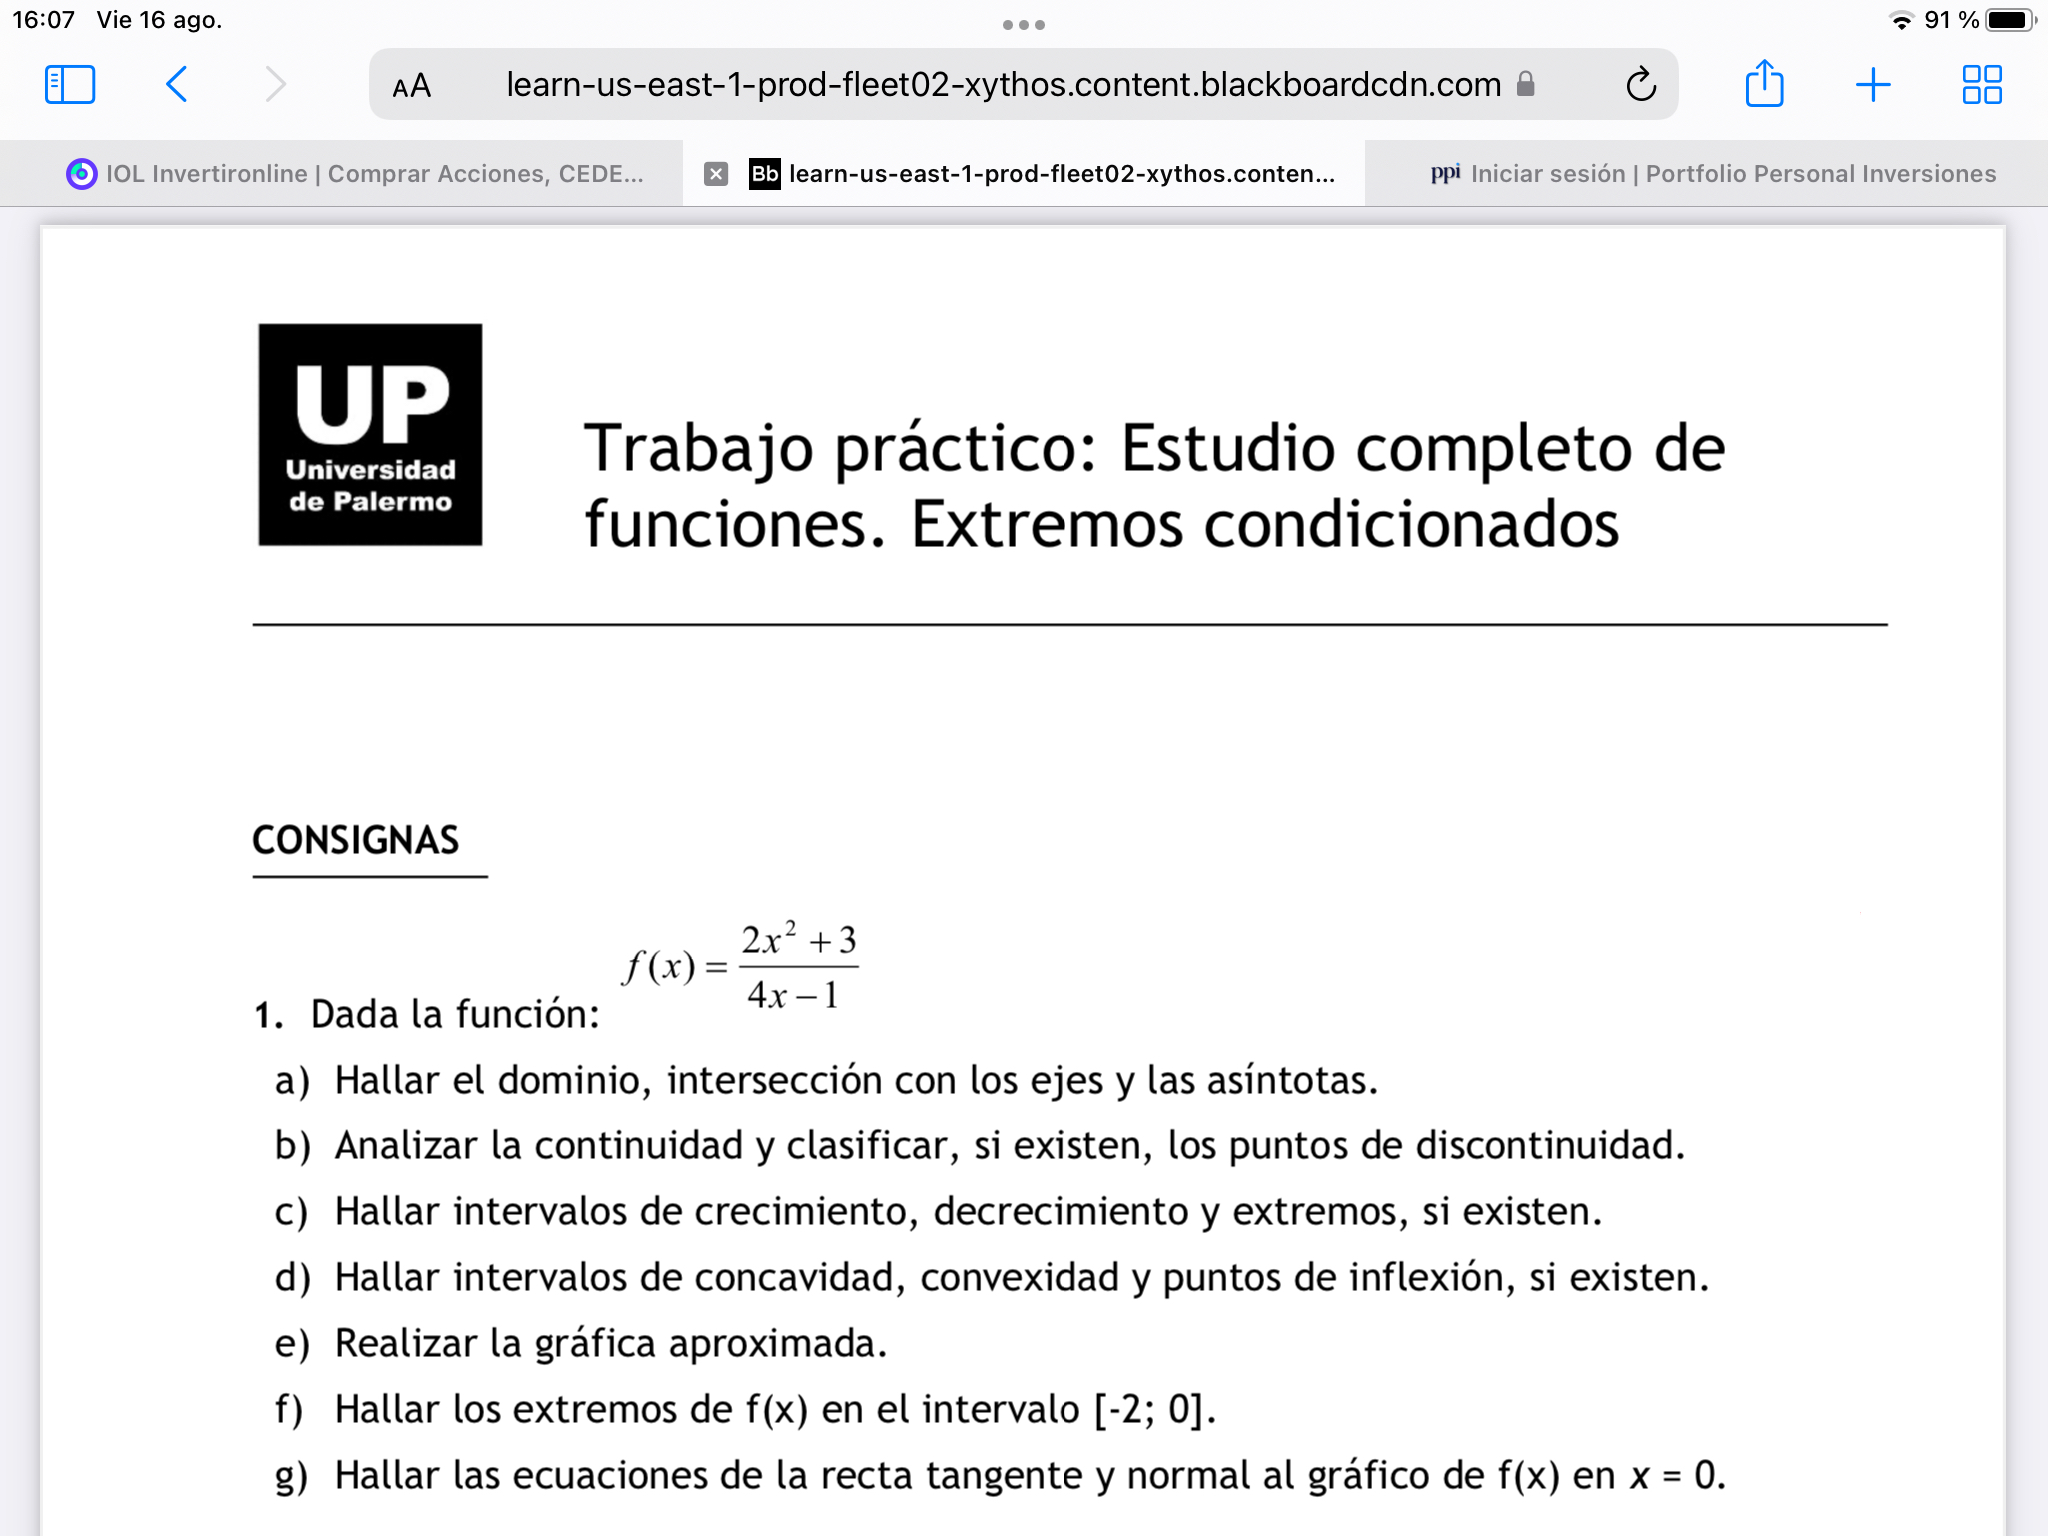 16:07 Vie 16 ago.
91 %
AA learn-us-east-1-prod-fleet02-xythos.content.blackboardcdn.com
IOL Invertironline | Comprar Acciones, CEDE...
Bb learn-us-east-1-prod-fleet02-xythos.conten...
ppi Iniciar sesión | Portfolio Personal Inversiones
UP
Universidad
de Palermo
Trabajo práctico: Estudio completo de
funciones. Extremos condicionados
CONSIGNAS
1. Dada la función: f(x) = (2x² + 3)/(4x − 1)
a) Hallar el dominio, intersección con los ejes y las asíntotas.
b) Analizar la continuidad y clasificar, si existen, los puntos de discontinuidad.
c) Hallar intervalos de crecimiento, decrecimiento y extremos, si existen.
d) Hallar intervalos de concavidad, convexidad y puntos de inflexión, si existen.
e) Realizar la gráfica aproximada.
f) Hallar los extremos de f(x) en el intervalo [-2; 0].
g) Hallar las ecuaciones de la recta tangente y normal al gráfico de f(x) en x = 0.